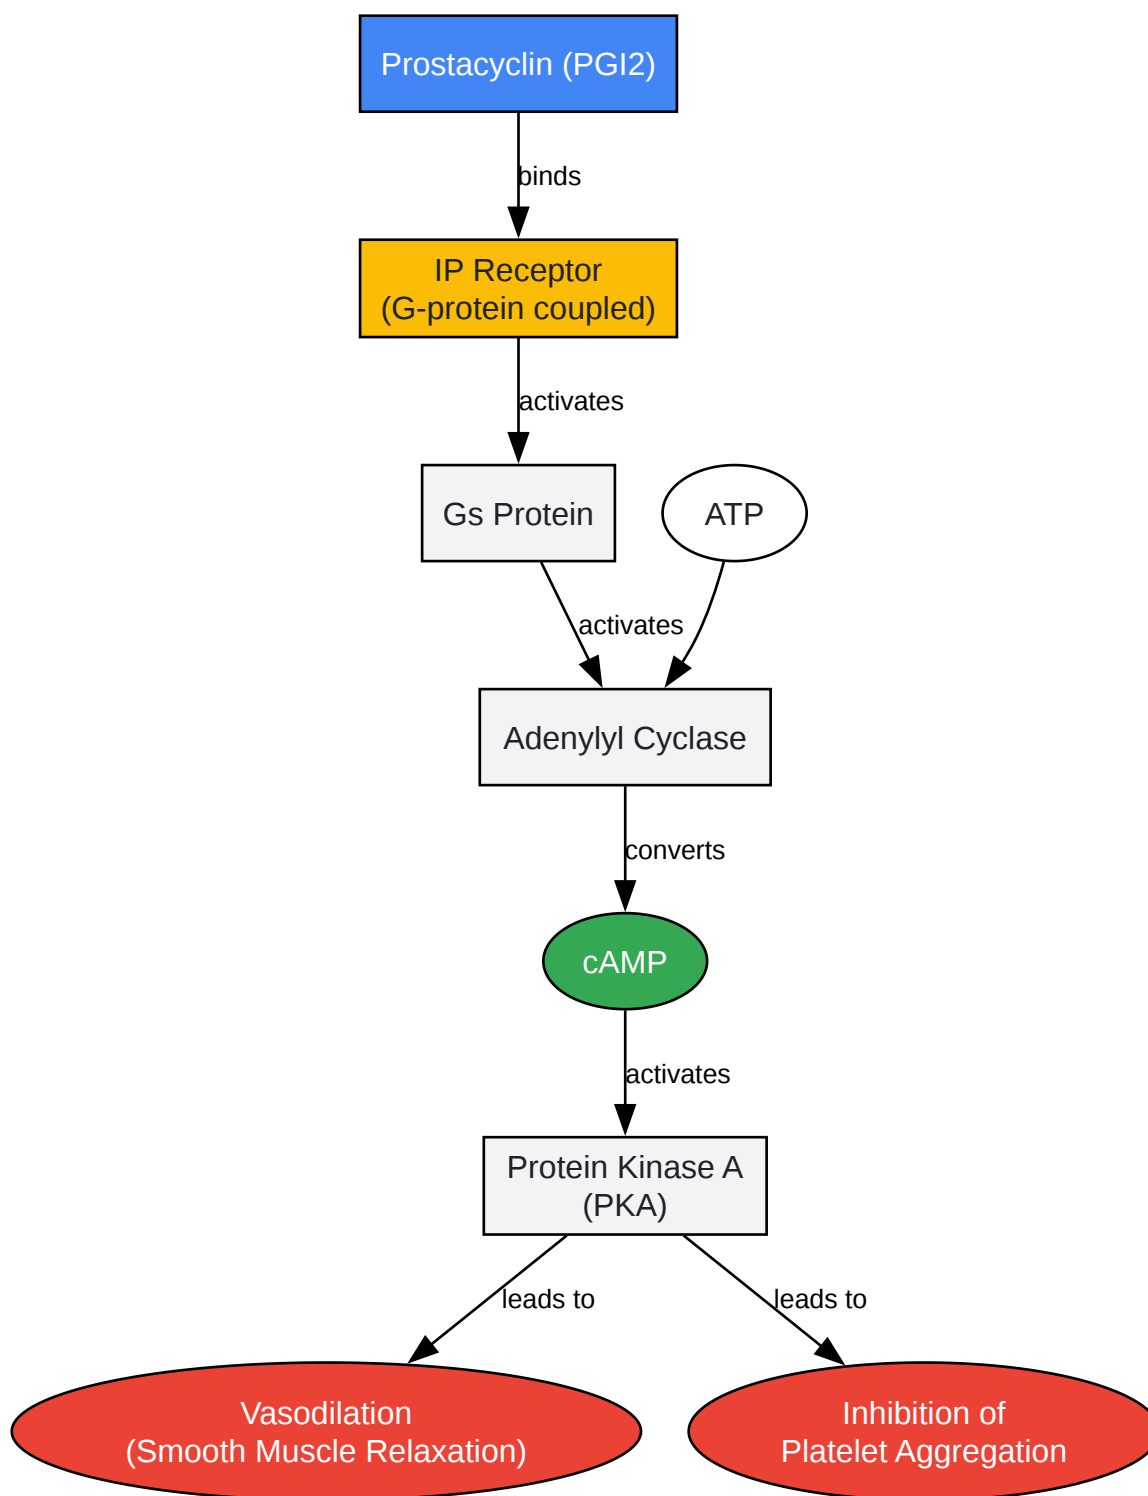 Prostacyclin (PGI2)
binds
IP Receptor
(G-protein coupled)
activates
Gs Protein
ATP
activates
Adenylyl Cyclase
converts
cAMP
activates
Protein Kinase A
(PKA)
leads to
leads to
Vasodilation
(Smooth Muscle Relaxation)
Inhibition of
Platelet Aggregation